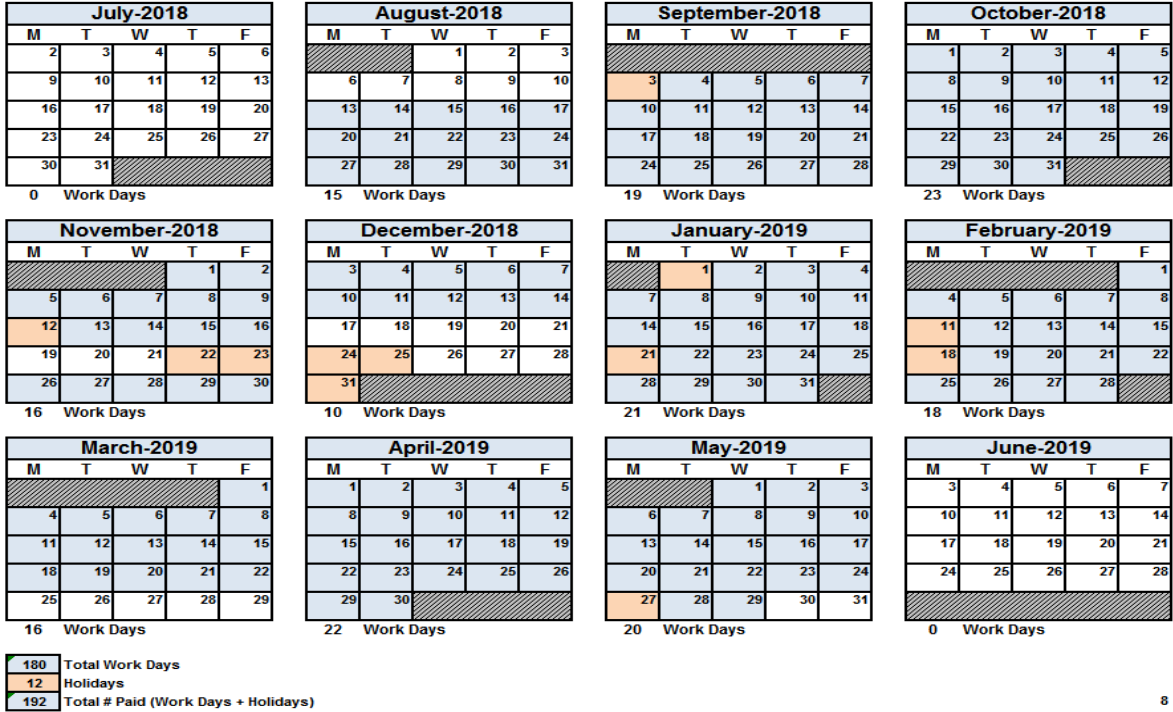 July-2018 August-2018 September-2018 October-2018
M T W T F M T W T F M T W T F M T W T F
2 3 4 5 6 1 2 3 1 2 3 4 5
9 10 11 12 13 6 7 8 9 10 3 4 5 6 7 8 9 10 11 12
16 17 18 19 20 13 14 15 16 17 10 11 12 13 14 15 16 17 18 19
23 24 25 26 27 20 21 22 23 24 17 18 19 20 21 22 23 24 25 26
30 31 27 28 29 30 31 24 25 26 27 28 29 30 31
0 Work Days 15 Work Days 19 Work Days 23 Work Days
November-2018 December-2018 January-2019 February-2019
M T W T F M T W T F M T W T F M T W T F
1 2 3 4 5 6 7 1 2 3 4 1
5 6 7 8 9 10 11 12 13 14 7 8 9 10 11 4 5 6 7 8
12 13 14 15 16 17 18 19 20 21 14 15 16 17 18 11 12 13 14 15
19 20 21 22 23 24 25 26 27 28 21 22 23 24 25 18 19 20 21 22
26 27 28 29 30 31 28 29 30 31 25 26 27 28
16 Work Days 10 Work Days 21 Work Days 18 Work Days
March-2019 April-2019 May-2019 June-2019
M T W T F M T W T F M T W T F M T W T F
1 1 2 3 4 5 1 2 3 3 4 5 6 7
4 5 6 7 8 8 9 10 11 12 6 7 8 9 10 10 11 12 13 14
11 12 13 14 15 15 16 17 18 19 13 14 15 16 17 17 18 19 20 21
18 19 20 21 22 22 23 24 25 26 20 21 22 23 24 24 25 26 27 28
25 26 27 28 29 29 30 27 28 29 30 31
16 Work Days 22 Work Days 20 Work Days 0 Work Days
180 Total Work Days
12 Holidays
192 Total # Paid (Work Days + Holidays) 8